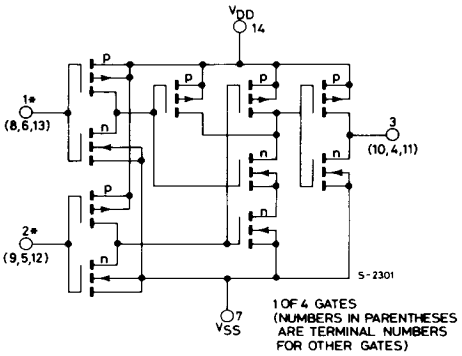 VDD
14
p
p
p
p
1*
(8,6,13)
3
(10,4,11)
n
n
n
p
n
2*
(9,5,12)
n
S-2301
7
VSS
1 OF 4 GATES
(NUMBERS IN PARENTHESES
ARE TERMINAL NUMBERS
FOR OTHER GATES)